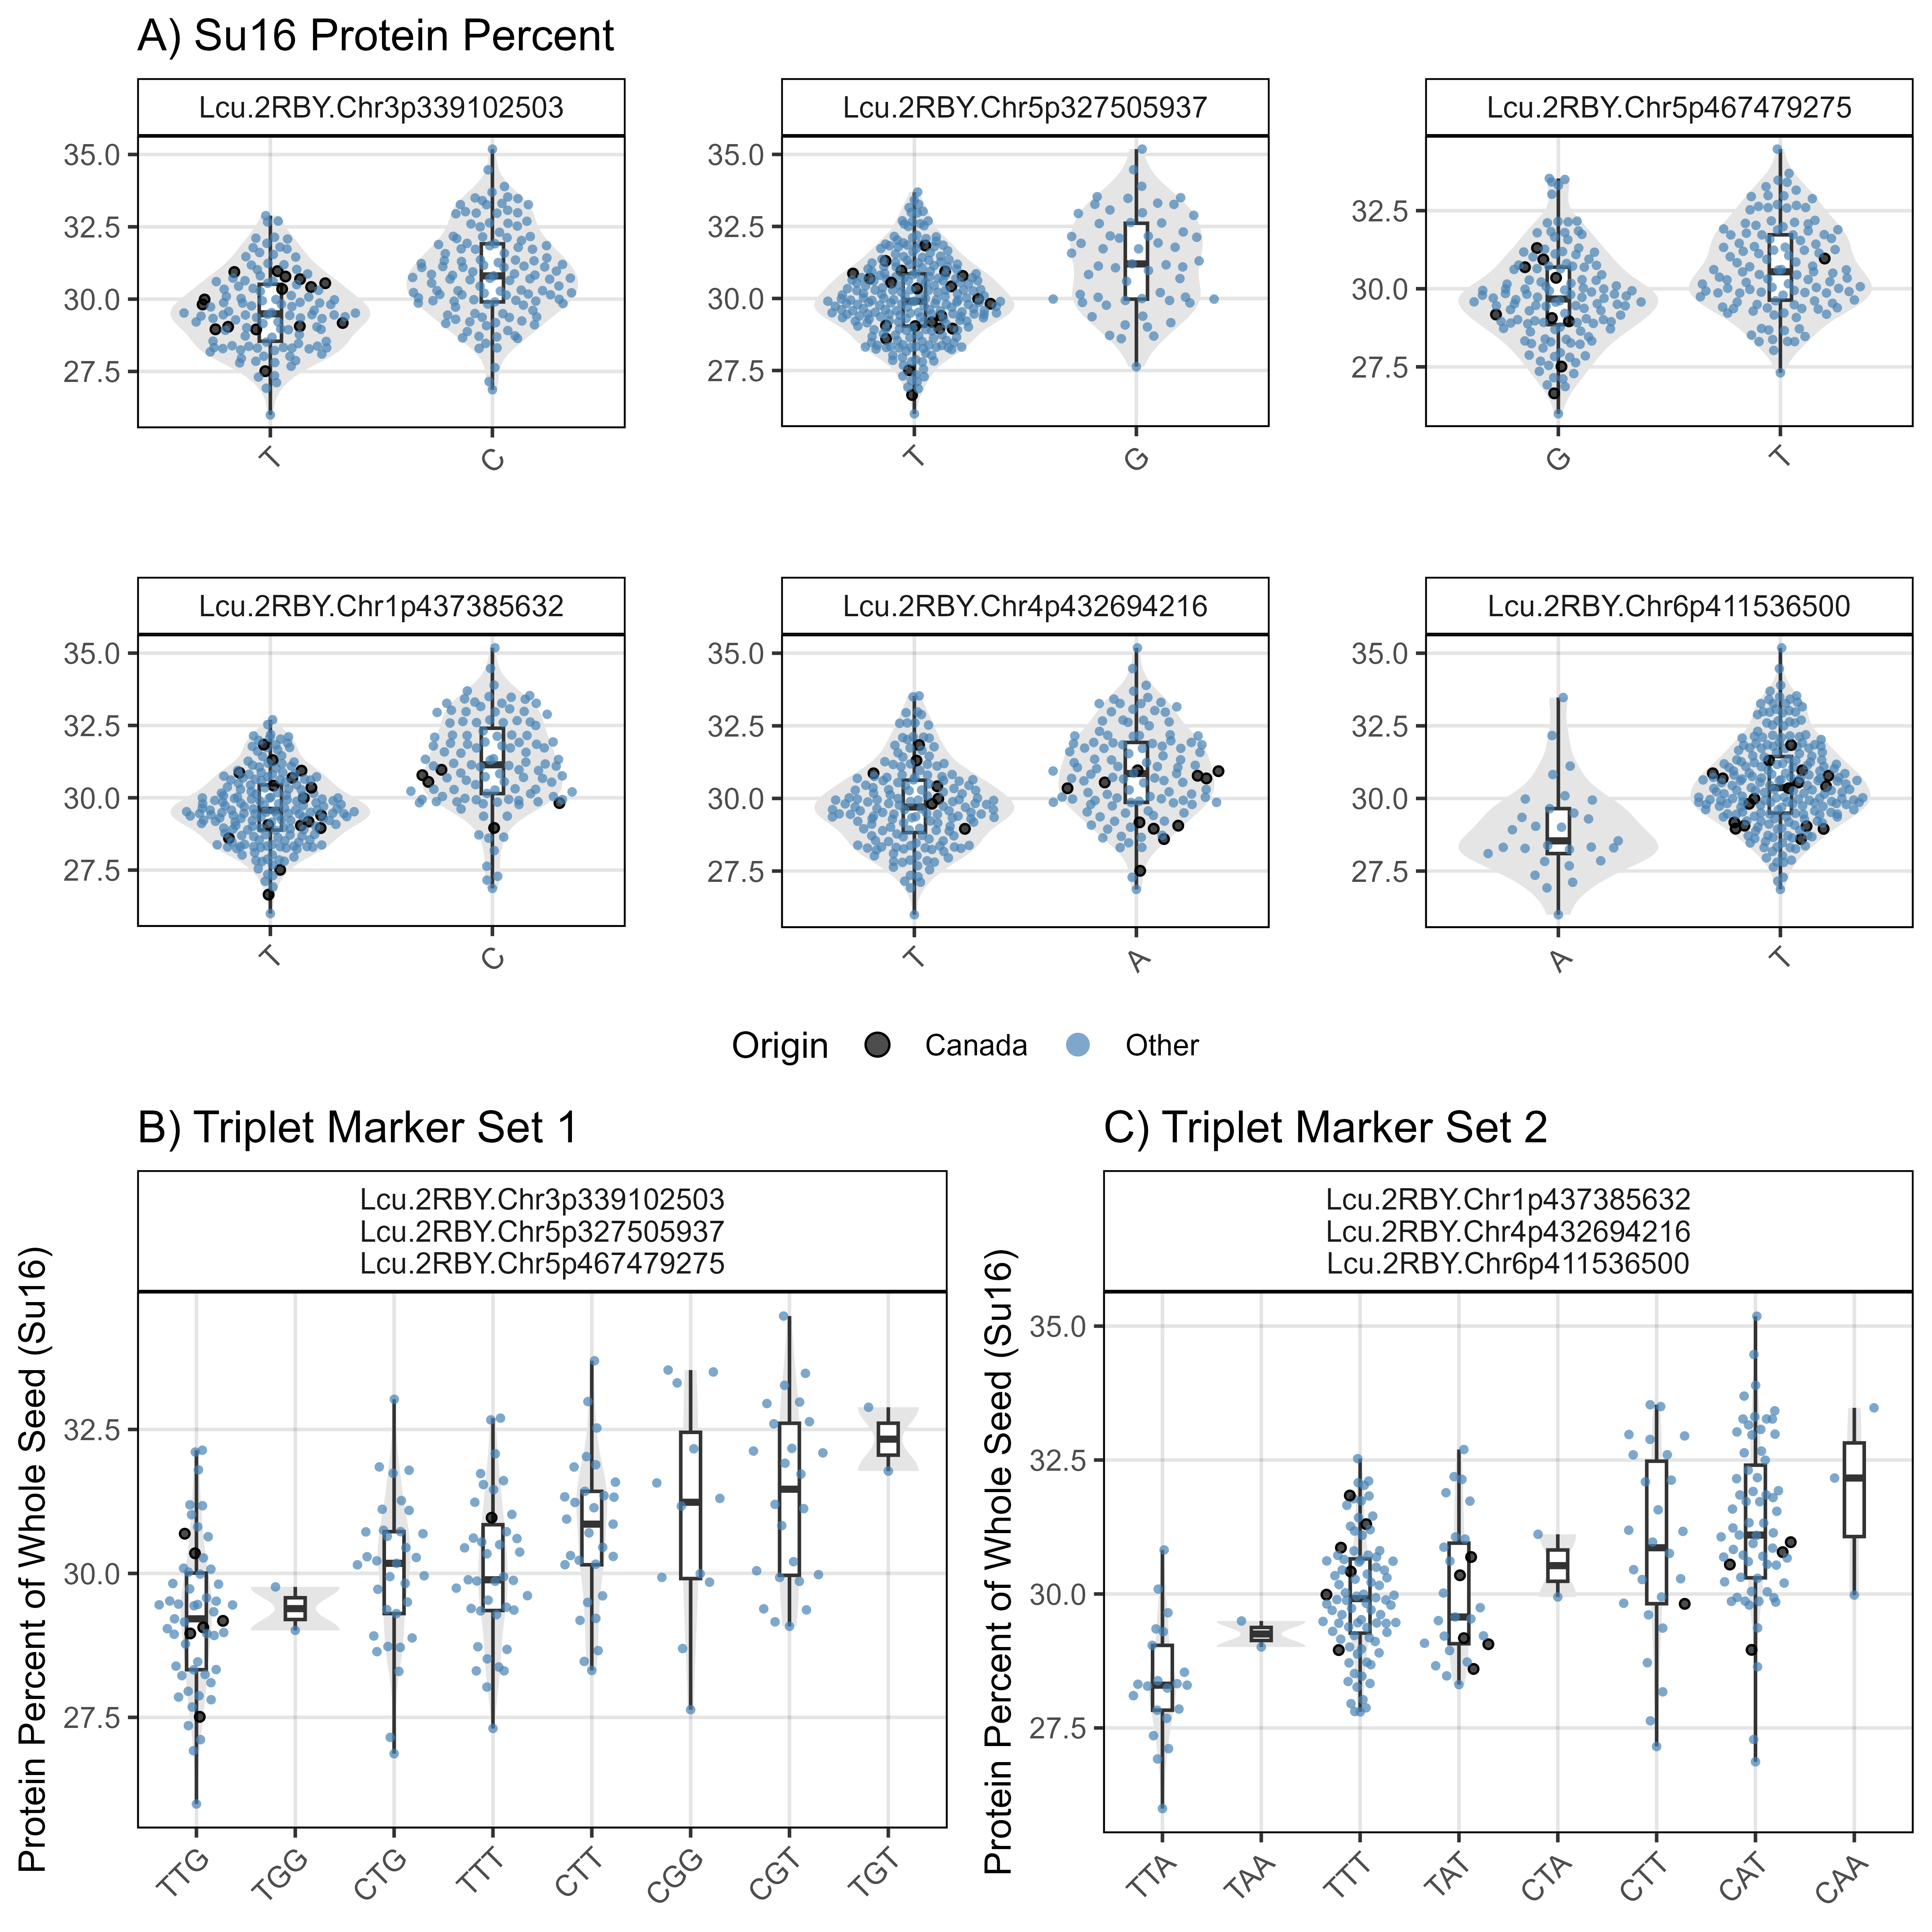 A) Su16 Protein Percent
Lcu.2RBY.Chr3p339102503
Lcu.2RBY.Chr5p327505937
Lcu.2RBY.Chr5p467479275
35.0
32.5
30.0
27.5
T
C
35.0
32.5
30.0
27.5
T
G
32.5
30.0
27.5
G
T
Lcu.2RBY.Chr1p437385632
Lcu.2RBY.Chr4p432694216
Lcu.2RBY.Chr6p411536500
35.0
32.5
30.0
27.5
T
C
35.0
32.5
30.0
27.5
T
A
35.0
32.5
30.0
27.5
A
T
Origin Canada Other
B) Triplet Marker Set 1
Lcu.2RBY.Chr3p339102503
Lcu.2RBY.Chr5p327505937
Lcu.2RBY.Chr5p467479275
Protein Percent of Whole Seed (Su16)
32.5
30.0
27.5
TTG
TGG
CTG
TTT
CTT
CGG
CGT
TGT
C) Triplet Marker Set 2
Lcu.2RBY.Chr1p437385632
Lcu.2RBY.Chr4p432694216
Lcu.2RBY.Chr6p411536500
Protein Percent of Whole Seed (Su16)
35.0
32.5
30.0
27.5
TTA
TAA
TTT
TAT
CTA
CTT
CAT
CAA